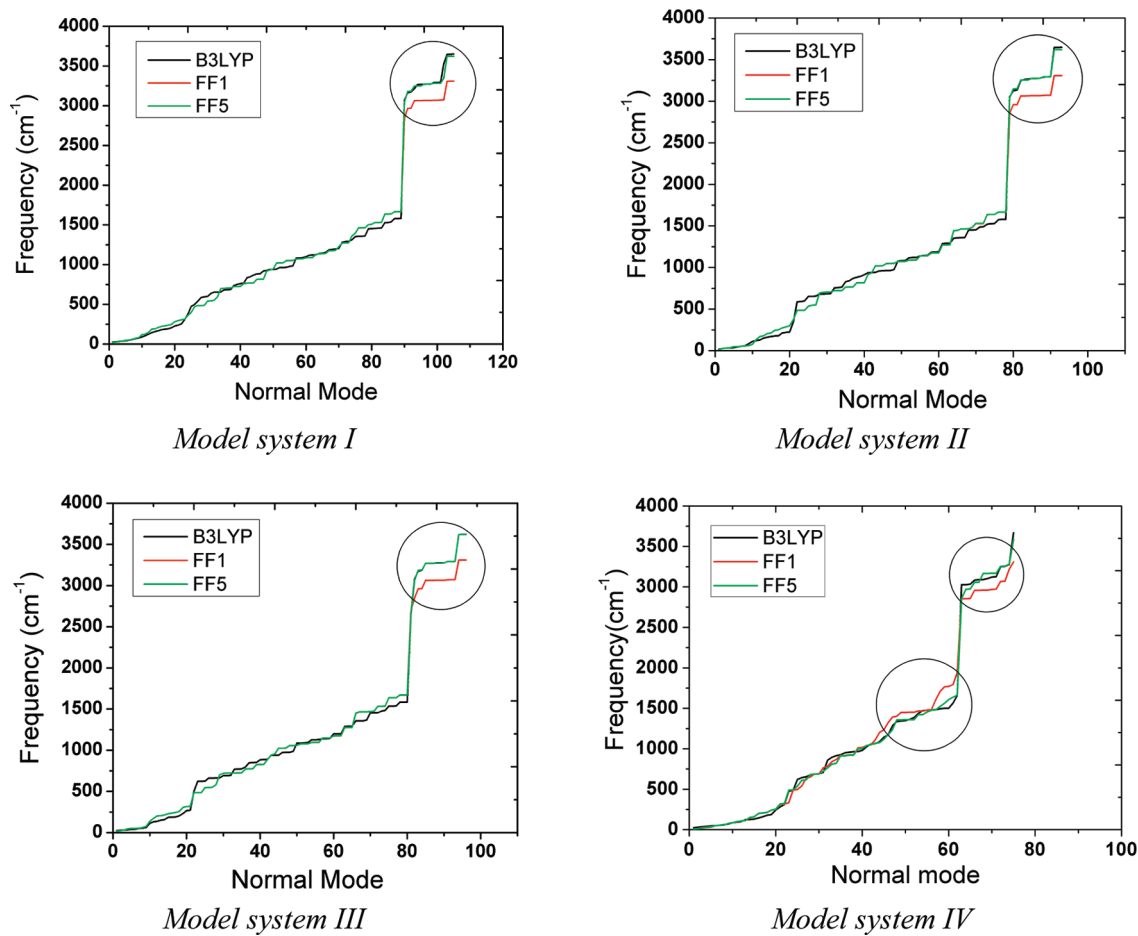 4000
3500
3000
2500
2000
1500
1000
500
0
Frequency (cm-1)
B3LYP
FF1
FF5
0 20 40 60 80 100 120
Normal Mode
Model system I
4000
3500
3000
2500
2000
1500
1000
500
0
Frequency (cm-1)
B3LYP
FF1
FF5
0 20 40 60 80 100
Normal Mode
Model system II
4000
3500
3000
2500
2000
1500
1000
500
0
Frequency (cm-1)
B3LYP
FF1
FF5
0 20 40 60 80 100
Normal Mode
Model system III
4000
3500
3000
2500
2000
1500
1000
500
0
Frequency(cm-1)
B3LYP
FF1
FF5
0 20 40 60 80 100
Normal mode
Model system IV